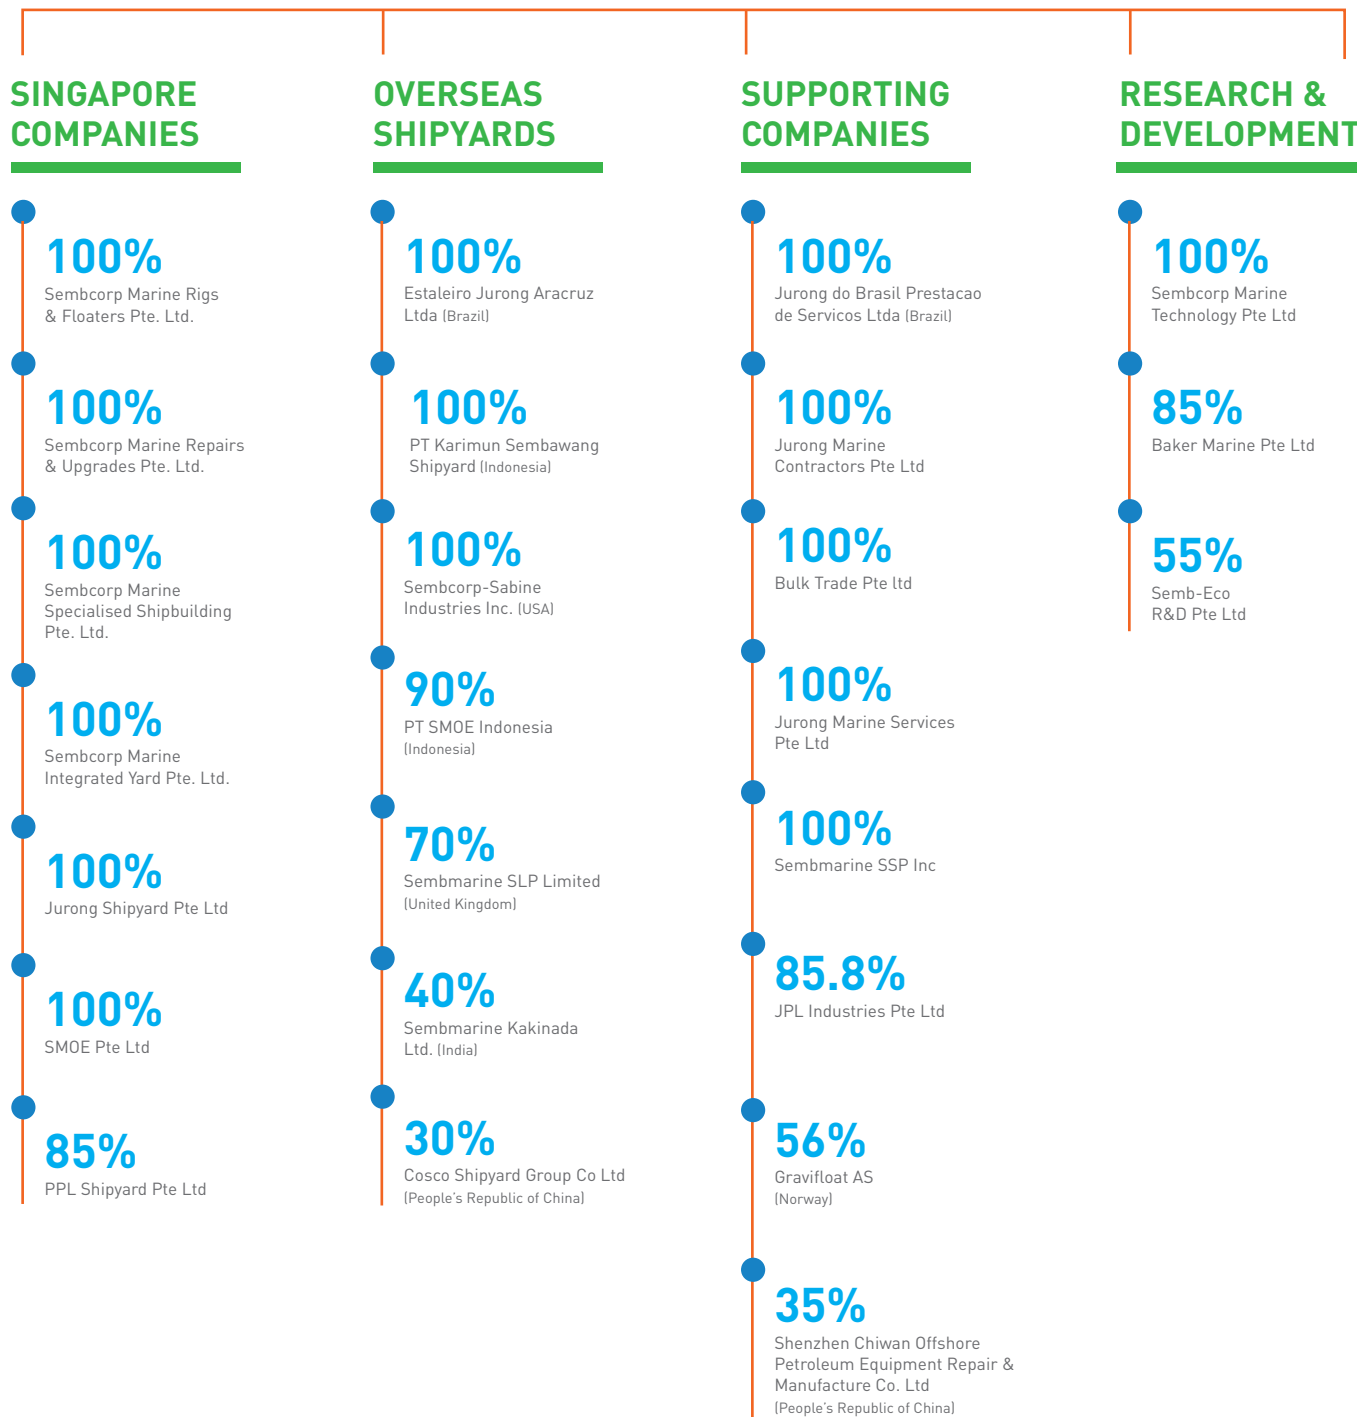 SINGAPORE
COMPANIES
100%
Sembcorp Marine Rigs
& Floaters Pte. Ltd.
100%
Sembcorp Marine Repairs
& Upgrades Pte. Ltd.
100%
Sembcorp Marine
Specialised Shipbuilding
Pte. Ltd.
100%
Sembcorp Marine
Integrated Yard Pte. Ltd.
100%
Jurong Shipyard Pte Ltd
100%
SMOE Pte Ltd
85%
PPL Shipyard Pte Ltd
OVERSEAS
SHIPYARDS
100%
Estaleiro Jurong Aracruz
Ltda (Brazil)
100%
PT Karimun Sembawang
Shipyard (Indonesia)
100%
Sembcorp-Sabine
Industries Inc. (USA)
90%
PT SMOE Indonesia
(Indonesia)
70%
Sembmarine SLP Limited
(United Kingdom)
40%
Sembmarine Kakinada
Ltd. (India)
30%
Cosco Shipyard Group Co Ltd
(People's Republic of China)
SUPPORTING
COMPANIES
100%
Jurong do Brasil Prestacao
de Servicos Ltda (Brazil)
100%
Jurong Marine
Contractors Pte Ltd
100%
Bulk Trade Pte ltd
100%
Jurong Marine Services
Pte Ltd
100%
Sembmarine SSP Inc
85.8%
JPL Industries Pte Ltd
56%
Gravifloat AS
(Norway)
35%
Shenzhen Chiwan Offshore
Petroleum Equipment Repair &
Manufacture Co. Ltd
(People's Republic of China)
RESEARCH &
DEVELOPMENT
100%
Sembcorp Marine
Technology Pte Ltd
85%
Baker Marine Pte Ltd
55%
Semb-Eco
R&D Pte Ltd